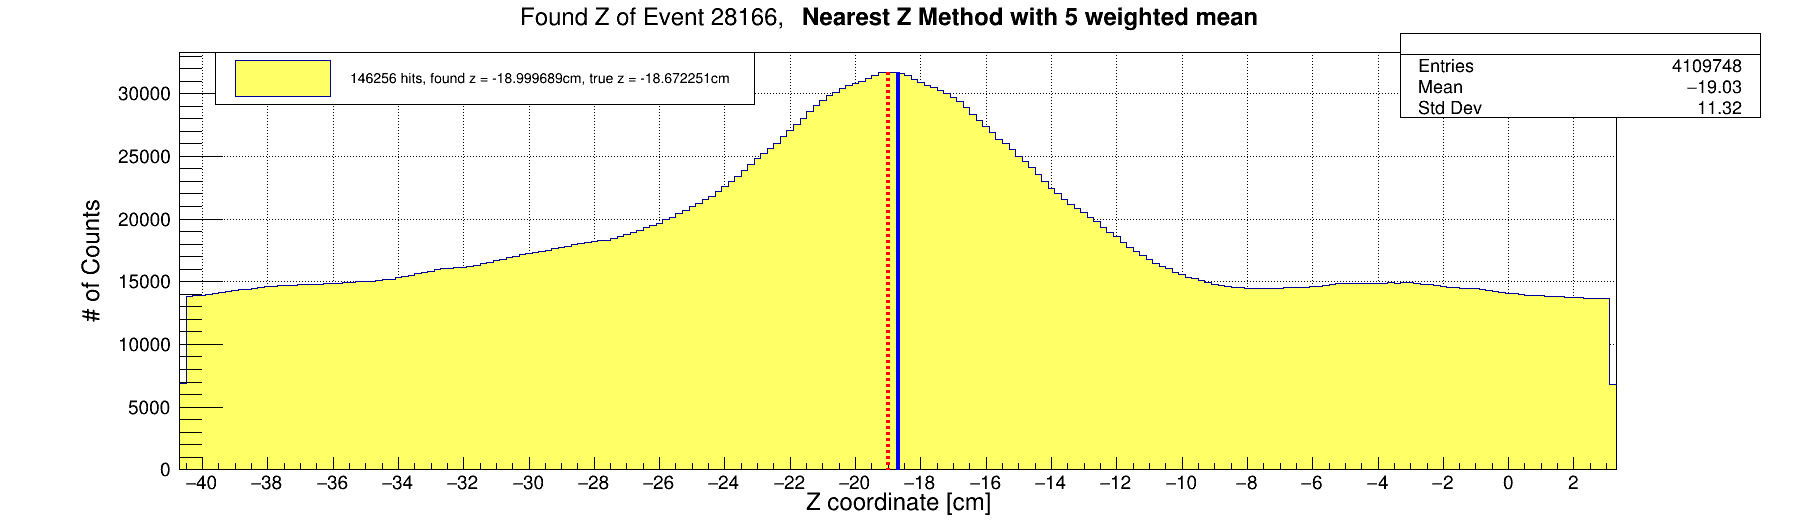 Found Z of Event 28166, Nearest Z Method with 5 weighted mean
146256 hits, found z = -18.999689cm, true z = -18.672251cm
Entries 4109748
Mean −19.03
Std Dev 11.32
# of Counts
30000
25000
20000
15000
10000
5000
0
−40 −38 −36 −34 −32 −30 −28 −26 −24 −22 −20 −18 −16 −14 −12 −10 −8 −6 −4 −2 0 2
Z coordinate [cm]